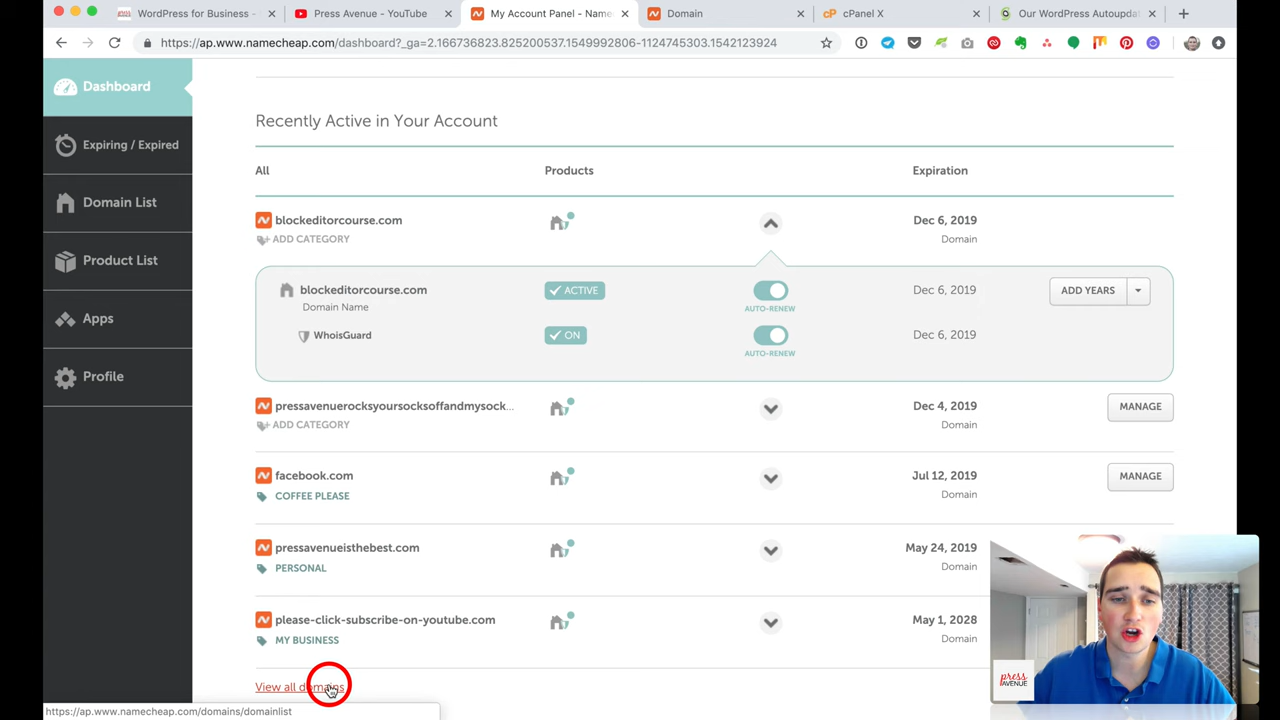 WordPress for Business -
Press Avenue - YouTube
My Account Panel - Name
Domain
cPanel X
Our WordPress Autoupda
https://ap.www.namecheap.com/dashboard?_ga=2.166736823.825200537.1549992806-1124745303.1542123924
Dashboard
Expiring / Expired
Domain List
Product List
Apps
Profile
Recently Active in Your Account
All Products Expiration
blockeditorcourse.com Dec 6, 2019
ADD CATEGORY Domain
blockeditorcourse.com ACTIVE Dec 6, 2019 ADD YEARS
Domain Name AUTO-RENEW
WhoisGuard ON Dec 6, 2019
AUTO-RENEW
pressavenuerocksyoursocksoffandmysock... Dec 4, 2019 MANAGE
ADD CATEGORY Domain
facebook.com Jul 12, 2019 MANAGE
COFFEE PLEASE Domain
pressavenueisthebest.com May 24, 2019
PERSONAL Domain
please-click-subscribe-on-youtube.com May 1, 2028
MY BUSINESS Domain
View all domains
https://ap.www.namecheap.com/domains/domainlist
press
AVENUE